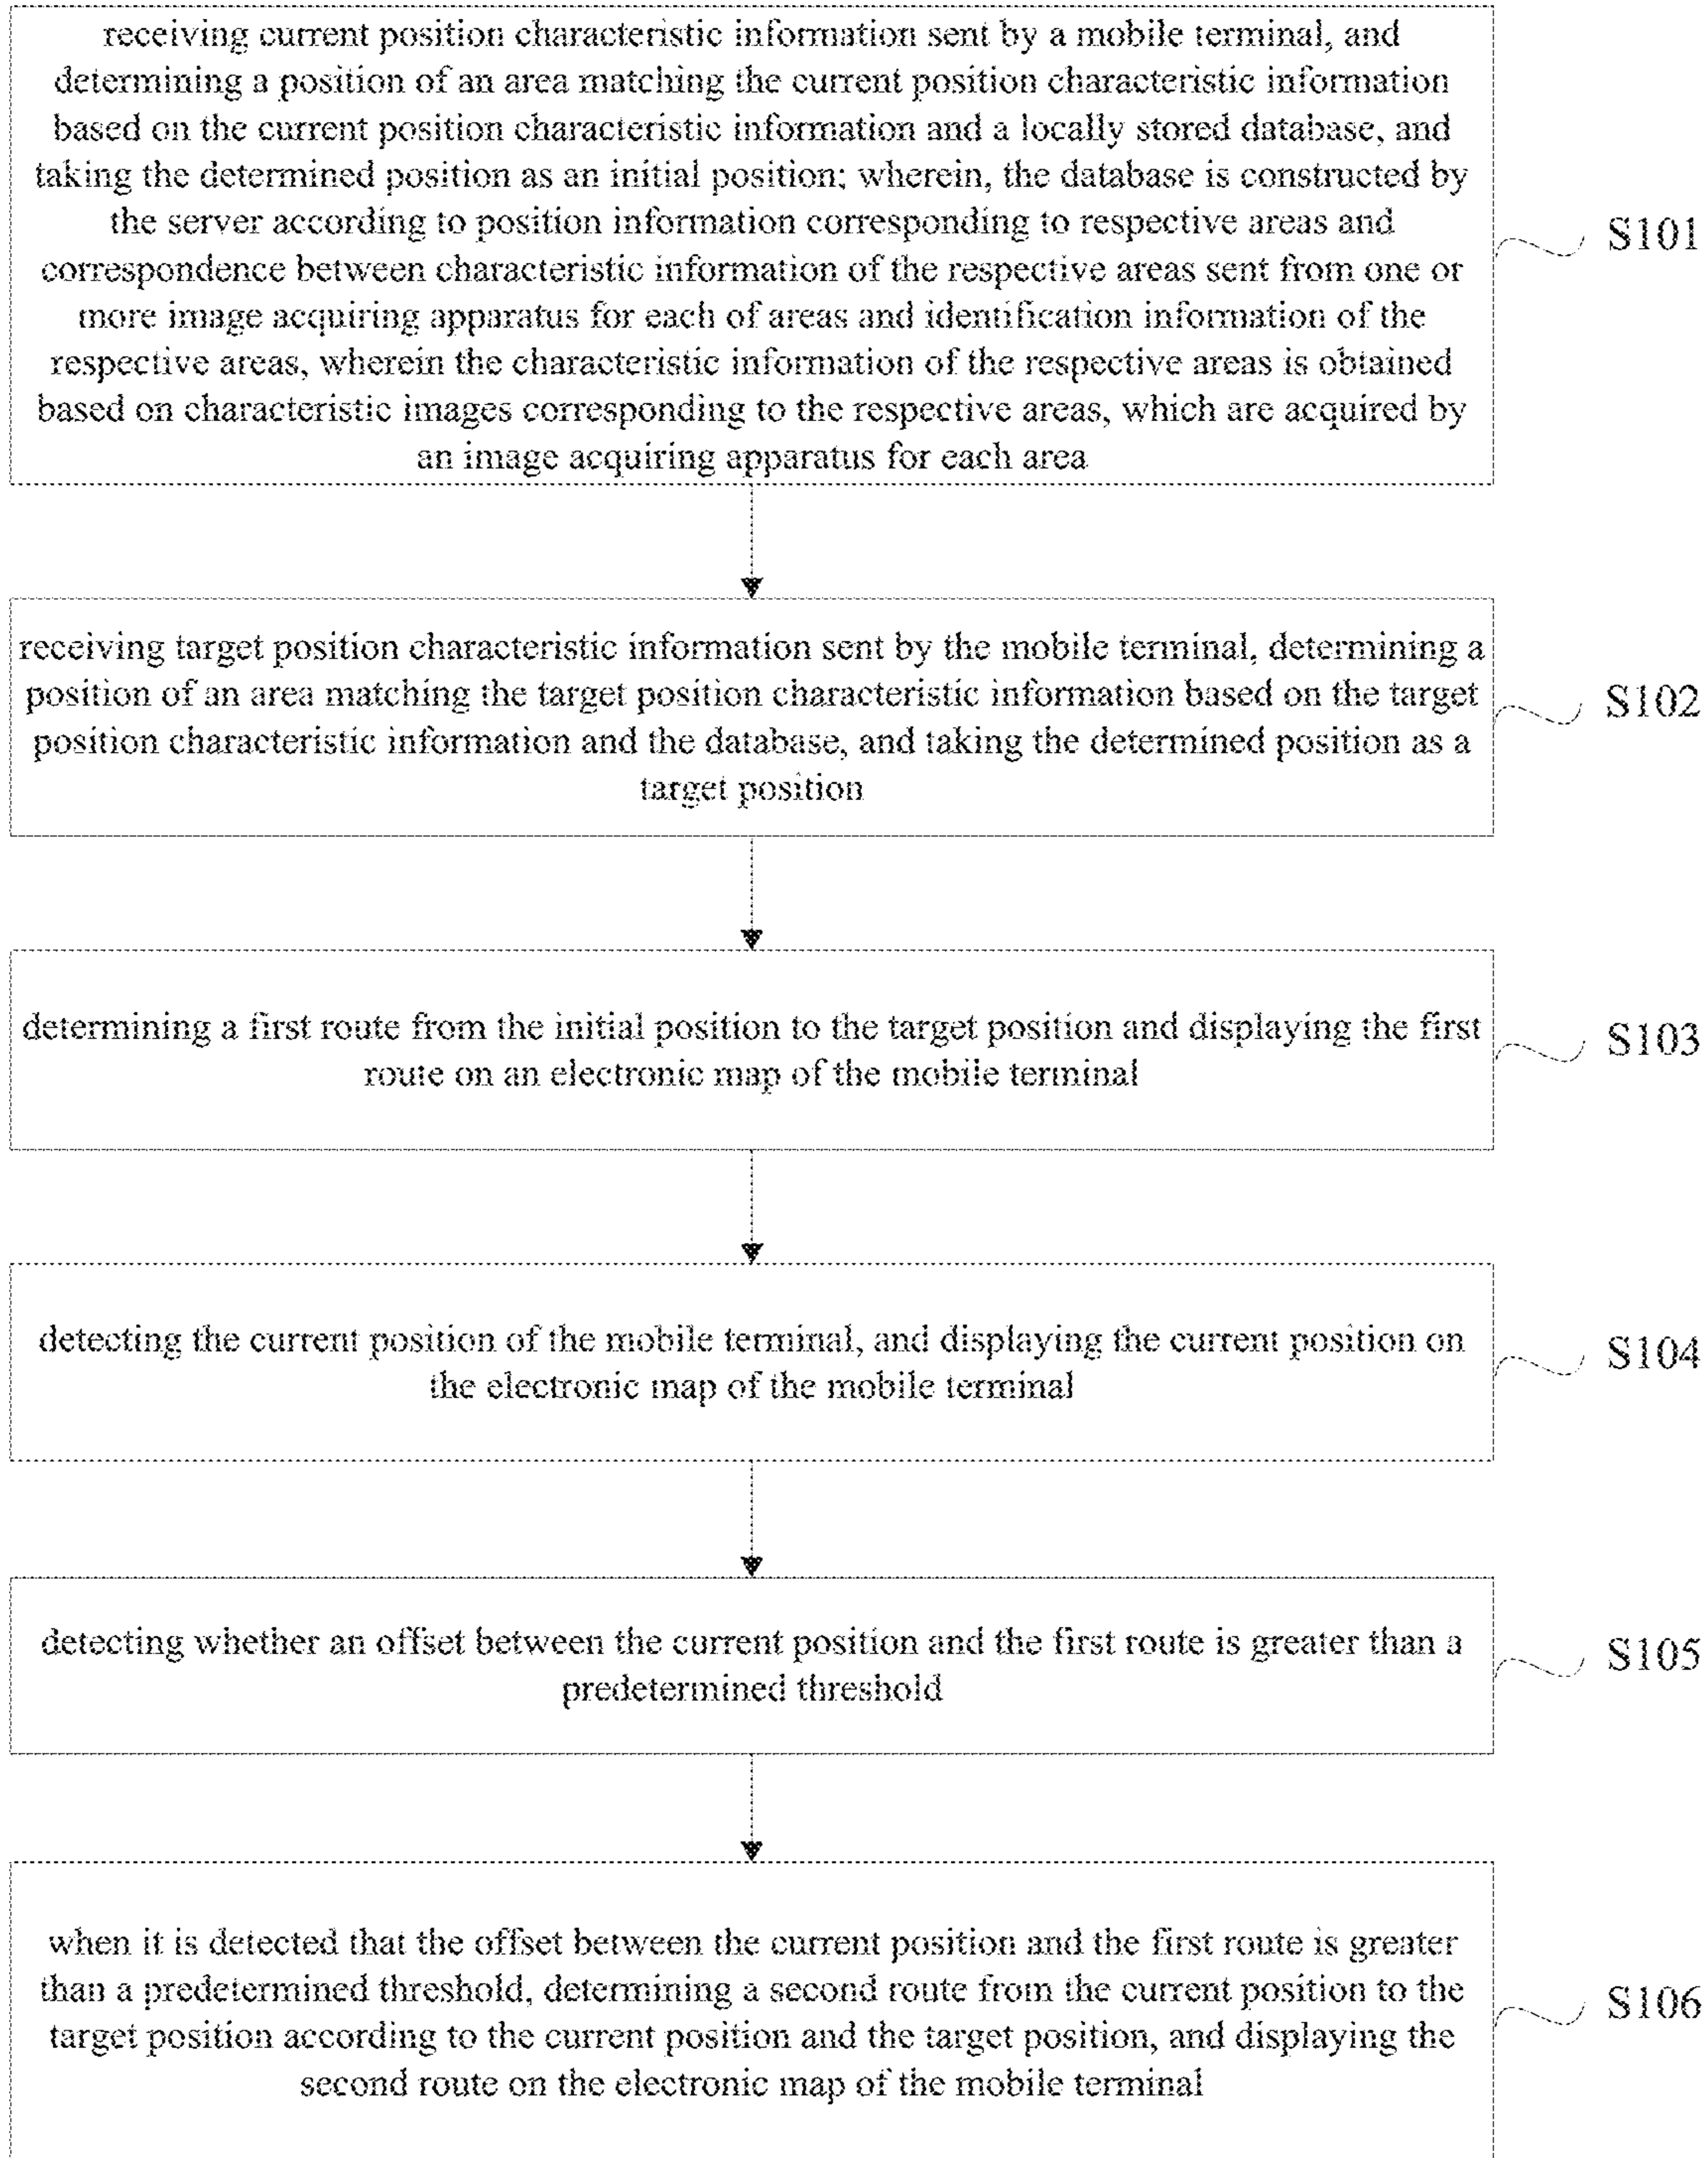 receiving current position characteristic information sent by a mobile terminal, and
determining a position of an area matching the current position characteristic information
based on the current position characteristic information and a locally stored database, and
taking the determined position as an initial position; wherein, the database is constructed by
the server according to position information corresponding to respective areas and
correspondence between characteristic information of the respective areas sent from one or
more image acquiring apparatus for each of areas and identification information of the
respective areas, wherein the characteristic information of the respective areas is obtained
based on characteristic images corresponding to the respective areas, which are acquired by
an image acquiring apparatus for each area
S101
receiving target position characteristic information sent by the mobile terminal, determining a
position of an area matching the target position characteristic information based on the target
position characteristic information and the database, and taking the determined position as a
target position
S102
determining a first route from the initial position to the target position and displaying the first
route on an electronic map of the mobile terminal
S103
detecting the current position of the mobile terminal, and displaying the current position on
the electronic map of the mobile terminal
S104
detecting whether an offset between the current position and the first route is greater than a
predetermined threshold
S105
when it is detected that the offset between the current position and the first route is greater
than a predetermined threshold, determining a second route from the current position to the
target position according to the current position and the target position, and displaying the
second route on the electronic map of the mobile terminal
S106